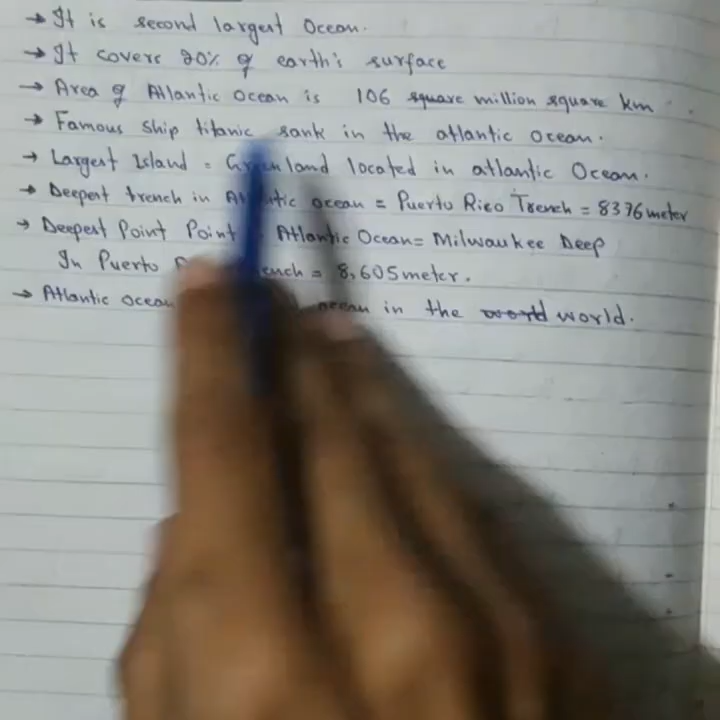 → It is second largest Ocean.
→ It covers 20% of earth's surface
→ Area of Atlantic Ocean is 106 square million square km
→ Famous ship titanic sank in the atlantic ocean.
→ Largest Island = Greenland located in atlantic Ocean.
→ Deepest trench in Atlantic ocean = Puerto Rico Trench = 8376 meter
→ Deepest Point Point Atlantic Ocean = Milwaukee Deep
In Puerto = 8,605 meter.
→ Atlantic ocean ocean in the world.